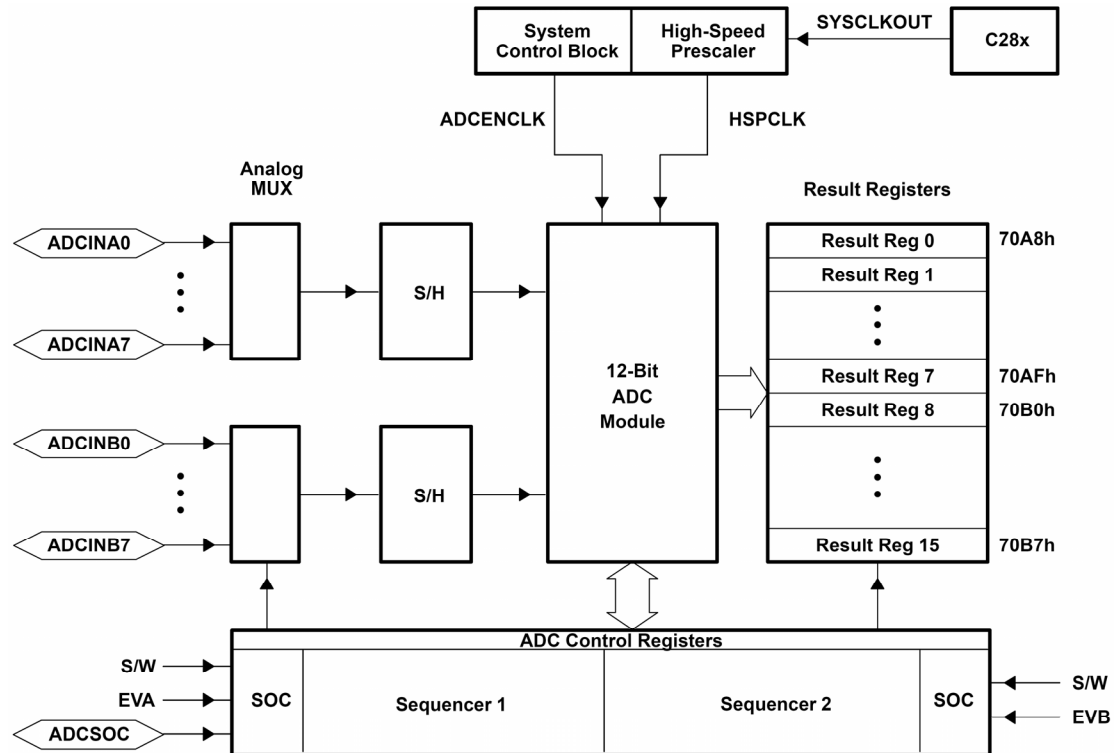 System
Control Block
High-Speed
Prescaler
SYSCLKOUT
C28x
ADCENCLK
HSPCLK
Analog
MUX
Result Registers
ADCINA0
ADCINA7
S/H
ADCINB0
ADCINB7
S/H
12-Bit
ADC
Module
Result Reg 0
70A8h
Result Reg 1
Result Reg 7
70AFh
Result Reg 8
70B0h
Result Reg 15
70B7h
ADC Control Registers
S/W
EVA
ADCSOC
SOC
Sequencer 1
Sequencer 2
SOC
S/W
EVB